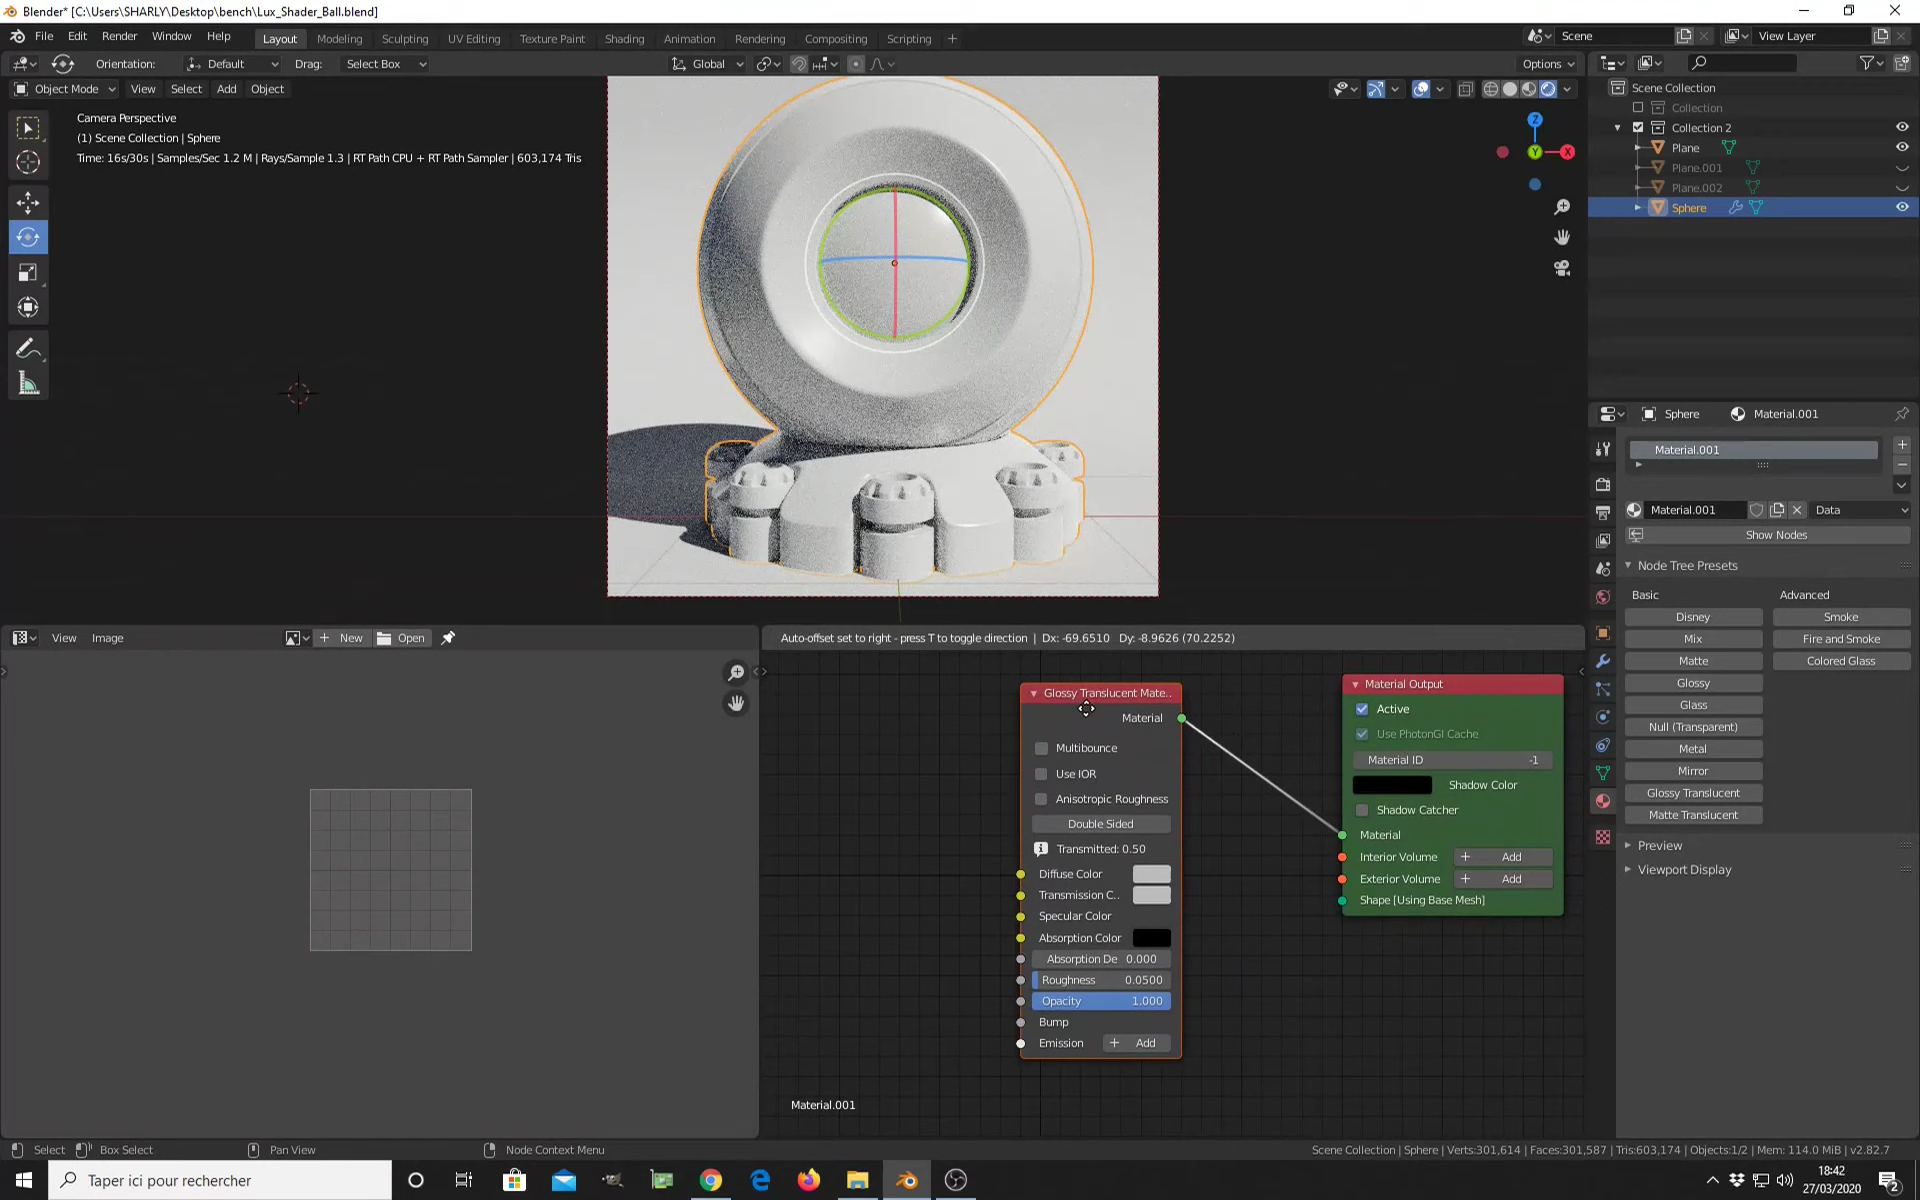 Blender* [C:\Users\SHARLY\Desktop\bench\Lux_Shader_Ball.blend]
File Edit Render Window Help Layout Modeling Sculpting UV Editing Texture Paint Shading Animation Rendering Compositing Scripting + Scene View Layer
Orientation: Default Drag: Select Box Global Options
Object Mode View Select Add Object
Camera Perspective
(1) Scene Collection | Sphere
Time: 16s/30s | Samples/Sec 1.2 M | Rays/Sample 1.3 | RT Path CPU + RT Path Sampler | 603,174 Tris
Z
Y
X
Scene Collection
Collection
Collection 2
Plane
Plane.001
Plane.002
Sphere
Sphere Material.001
Material.001
Material.001 Data
Show Nodes
Node Tree Presets
Basic Advanced
Disney Smoke
Mix Fire and Smoke
Matte Colored Glass
Glossy
Glass
Null (Transparent)
Metal
Mirror
Glossy Translucent
Matte Translucent
Preview
Viewport Display
View Image + New Open
Auto-offset set to right - press T to toggle direction | Dx: -69.6510 Dy: -8.9626 (70.2252)
Glossy Translucent Mate..
Material
Multibounce
Use IOR
Anisotropic Roughness
Double Sided
Transmitted: 0.50
Diffuse Color
Transmission C..
Specular Color
Absorption Color
Absorption De 0.000
Roughness 0.0500
Opacity 1.000
Bump
Emission + Add
Material Output
Active
Use PhotonGI Cache
Material ID -1
Shadow Color
Shadow Catcher
Material
Interior Volume + Add
Exterior Volume + Add
Shape [Using Base Mesh]
Material.001
Select Box Select Pan View Node Context Menu Scene Collection | Sphere | Verts:301,614 | Faces:301,587 | Tris:603,174 | Objects:1/2 | Mem: 114.0 MiB | v2.82.7
Taper ici pour rechercher
18:42
27/03/2020
2